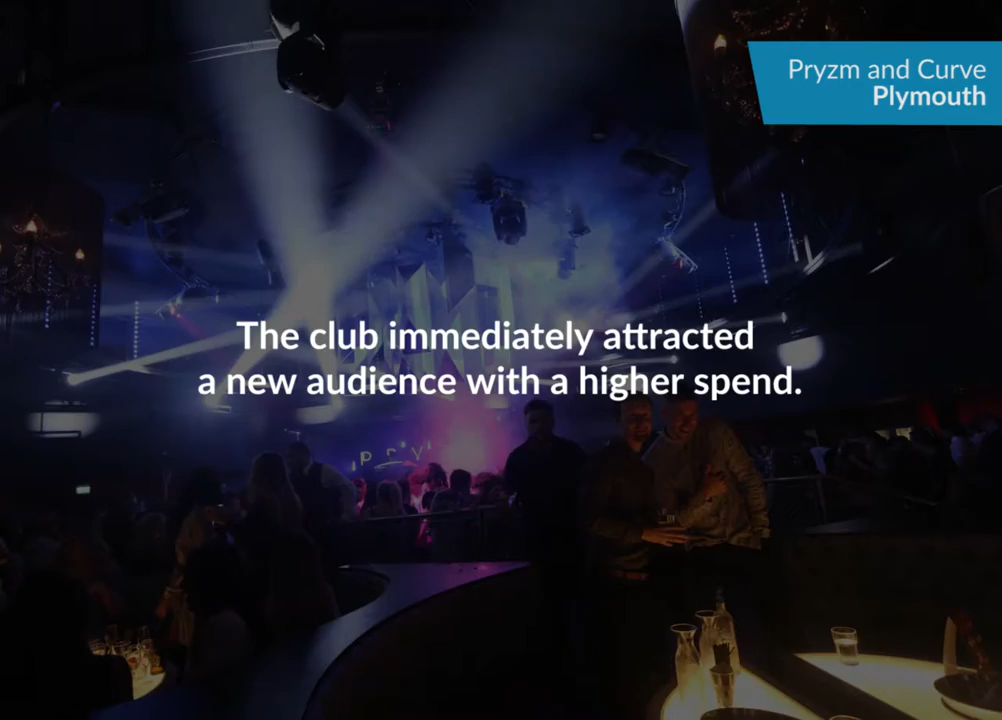 Pryzm and Curve
Plymouth
The club immediately attracted
a new audience with a higher spend.